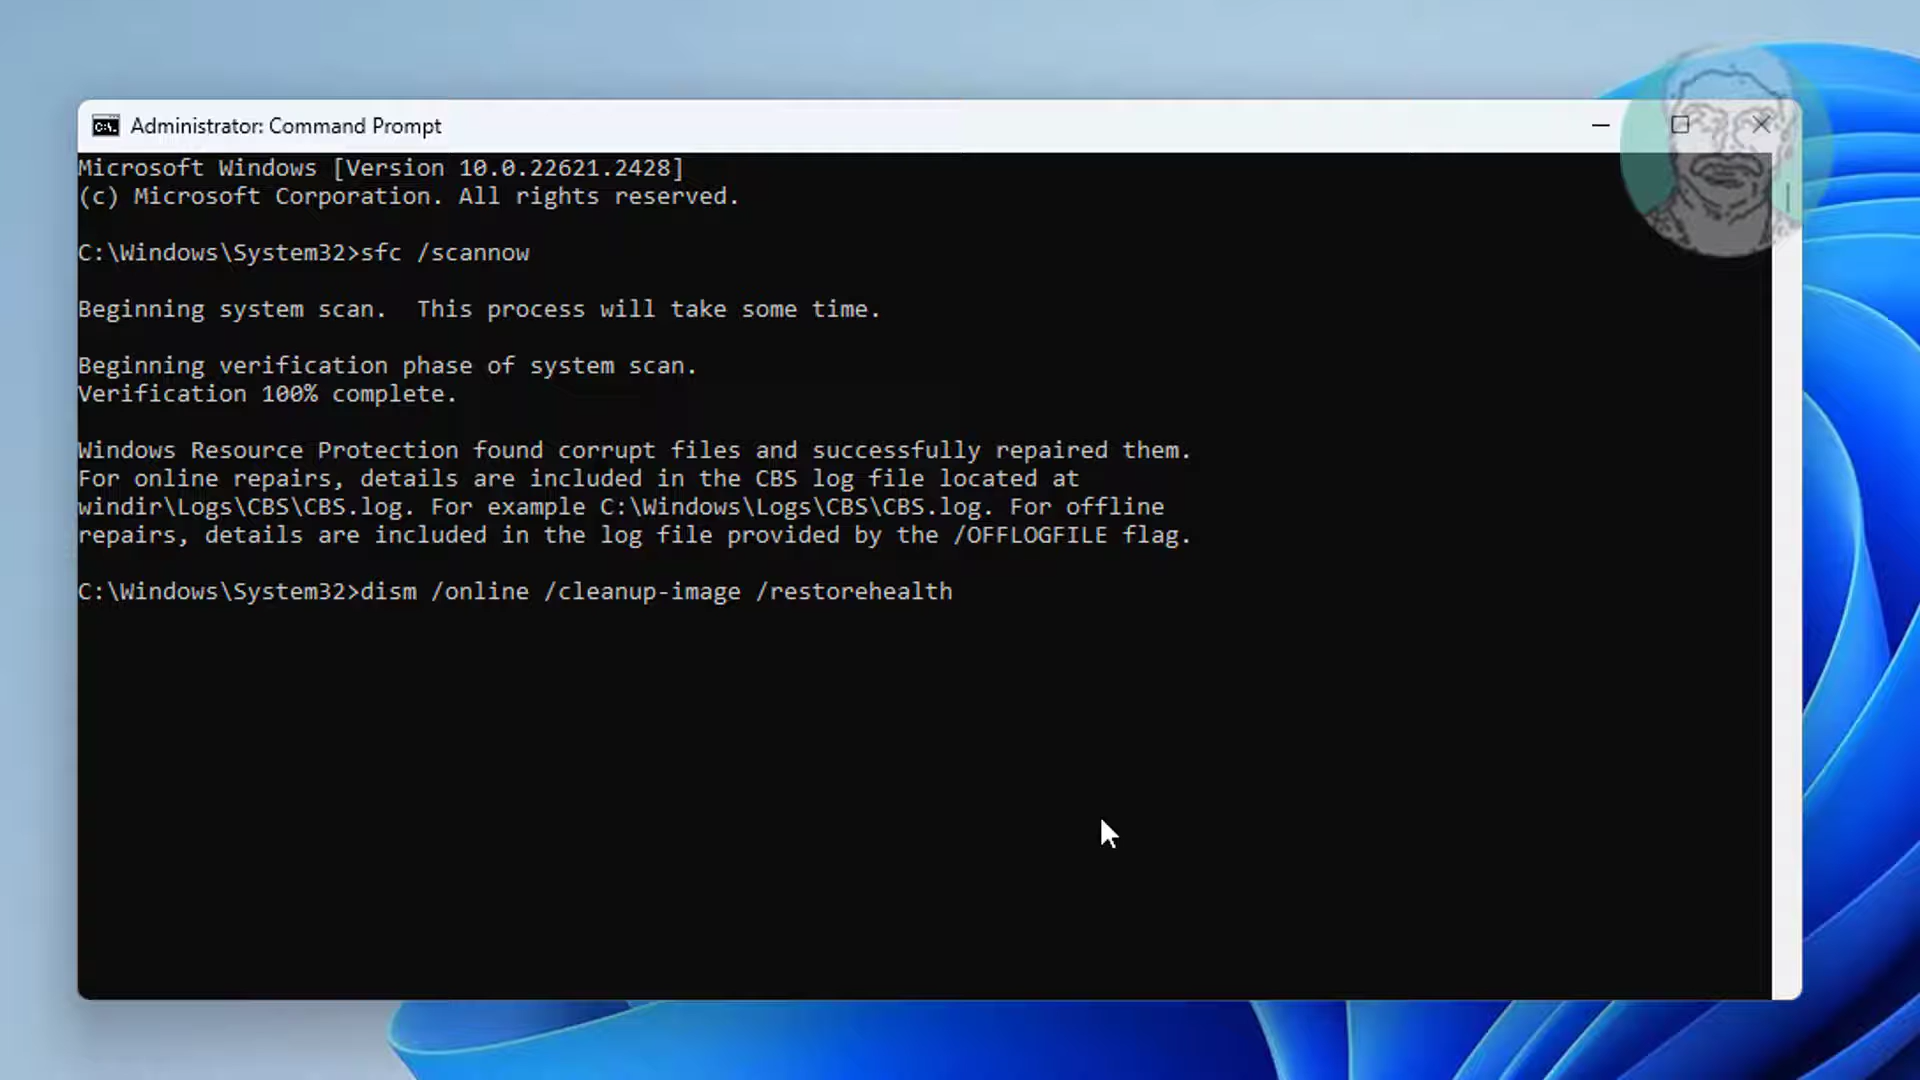 Administrator: Command Prompt
Microsoft Windows [Version 10.0.22621.2428]
(c) Microsoft Corporation. All rights reserved.
C:\Windows\System32>sfc /scannow
Beginning system scan.  This process will take some time.
Beginning verification phase of system scan.
Verification 100% complete.
Windows Resource Protection found corrupt files and successfully repaired them.
For online repairs, details are included in the CBS log file located at
windir\Logs\CBS\CBS.log. For example C:\Windows\Logs\CBS\CBS.log. For offline
repairs, details are included in the log file provided by the /OFFLOGFILE flag.
C:\Windows\System32>dism /online /cleanup-image /restorehealth